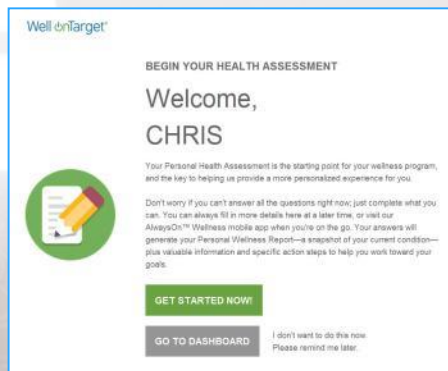 Well onTarget®
BEGIN YOUR HEALTH ASSESSMENT
Welcome,
CHRIS
Your Personal Health Assessment is the starting point for your wellness program,
and the key to helping us provide a more personalized experience for you.
Don't worry if you can't answer all the questions right now; just complete what you
can. You can always fill in more details here at a later time, or visit our
AlwaysOn™ Wellness mobile app when you're on the go. Your answers will
generate your Personal Wellness Report—a snapshot of your current condition—
plus valuable information and specific action steps to help you work toward your
goals.
GET STARTED NOW!
GO TO DASHBOARD
I don't want to do this now.
Please remind me later.